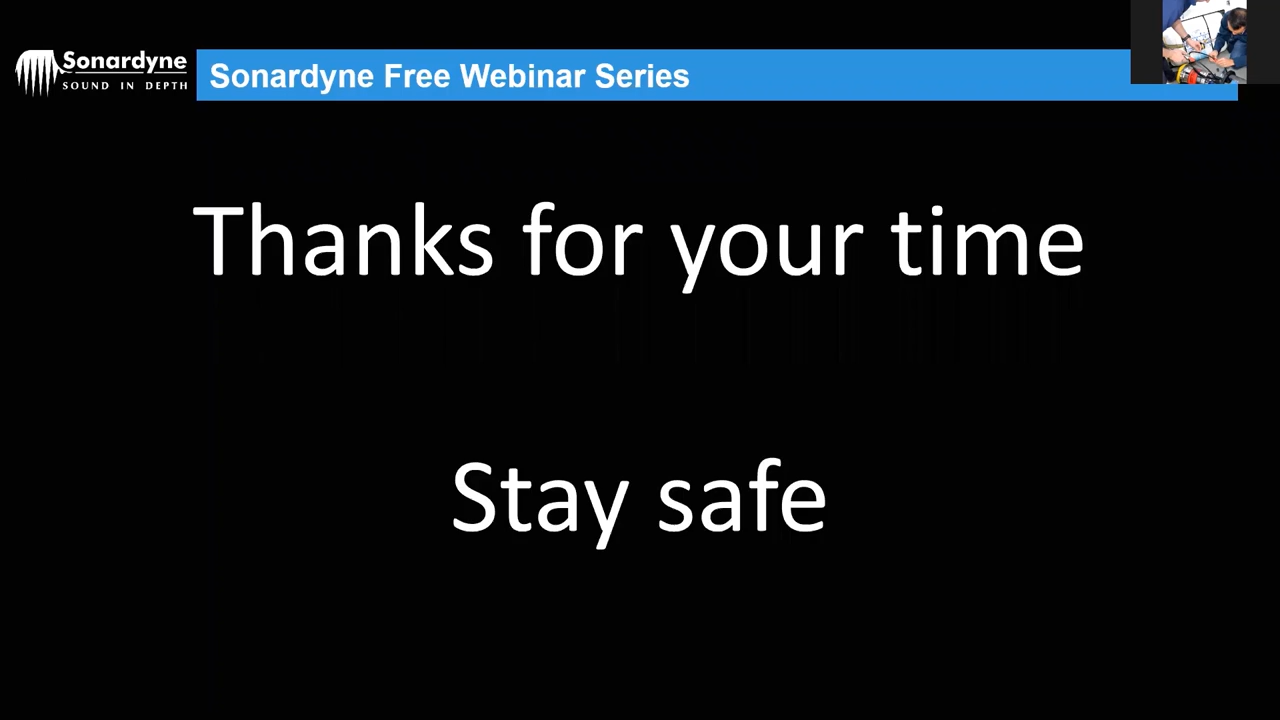 Sonardyne
SOUND IN DEPTH
Sonardyne Free Webinar Series
Thanks for your time
Stay safe